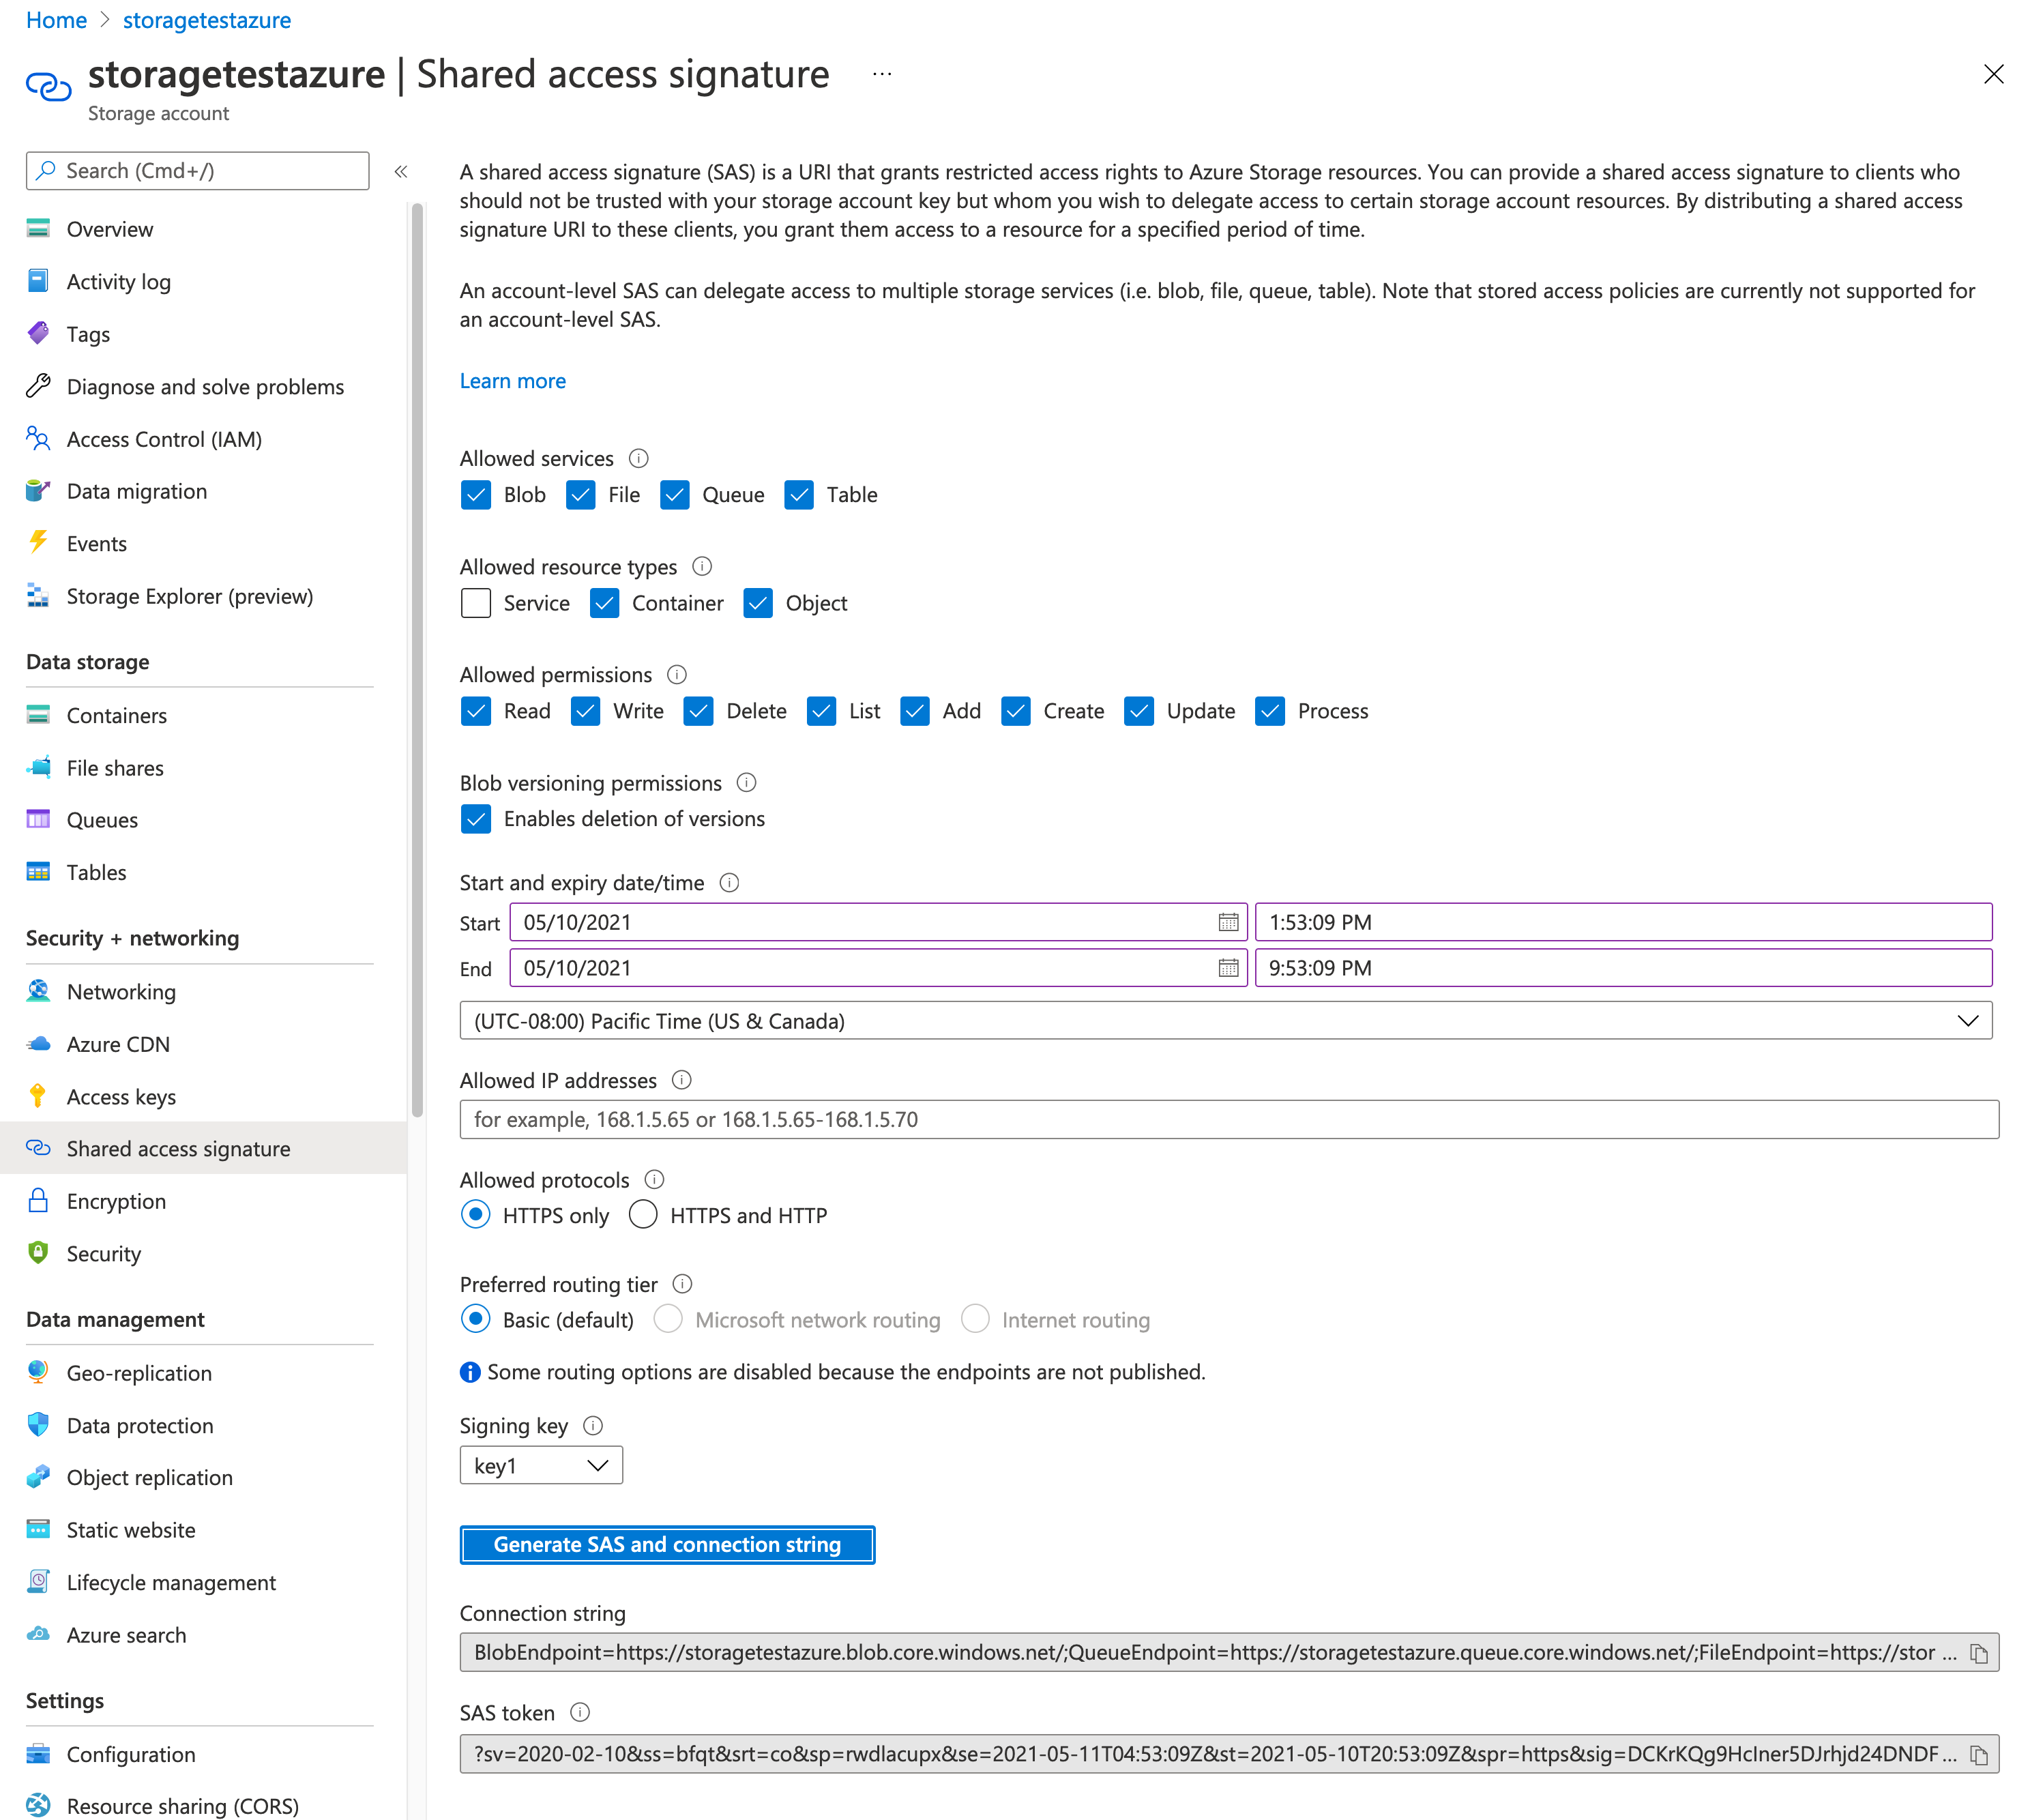 Home > storagetestazure
storagetestazure | Shared access signature ...
Storage account
Search (Cmd+/)
«
Overview
Activity log
Tags
Diagnose and solve problems
Access Control (IAM)
Data migration
Events
Storage Explorer (preview)
Data storage
Containers
File shares
Queues
Tables
Security + networking
Networking
Azure CDN
Access keys
Shared access signature
Encryption
Security
Data management
Geo-replication
Data protection
Object replication
Static website
Lifecycle management
Azure search
Settings
Configuration
Resource sharing (CORS)
A shared access signature (SAS) is a URI that grants restricted access rights to Azure Storage resources. You can provide a shared access signature to clients who
should not be trusted with your storage account key but whom you wish to delegate access to certain storage account resources. By distributing a shared access
signature URI to these clients, you grant them access to a resource for a specified period of time.
An account-level SAS can delegate access to multiple storage services (i.e. blob, file, queue, table). Note that stored access policies are currently not supported for
an account-level SAS.
Learn more
Allowed services
Blob File Queue Table
Allowed resource types
Service Container Object
Allowed permissions
Read Write Delete List Add Create Update Process
Blob versioning permissions
Enables deletion of versions
Start and expiry date/time
Start 05/10/2021 1:53:09 PM
End 05/10/2021 9:53:09 PM
(UTC-08:00) Pacific Time (US & Canada)
Allowed IP addresses
for example, 168.1.5.65 or 168.1.5.65-168.1.5.70
Allowed protocols
HTTPS only HTTPS and HTTP
Preferred routing tier
Basic (default) Microsoft network routing Internet routing
Some routing options are disabled because the endpoints are not published.
Signing key
key1
Generate SAS and connection string
Connection string
BlobEndpoint=https://storagetestazure.blob.core.windows.net/;QueueEndpoint=https://storagetestazure.queue.core.windows.net/;FileEndpoint=https://stor ...
SAS token
?sv=2020-02-10&ss=bfqt&srt=co&sp=rwdlacupx&se=2021-05-11T04:53:09Z&st=2021-05-10T20:53:09Z&spr=https&sig=DCKrKQg9HcIner5DJrhjd24DNDF ...